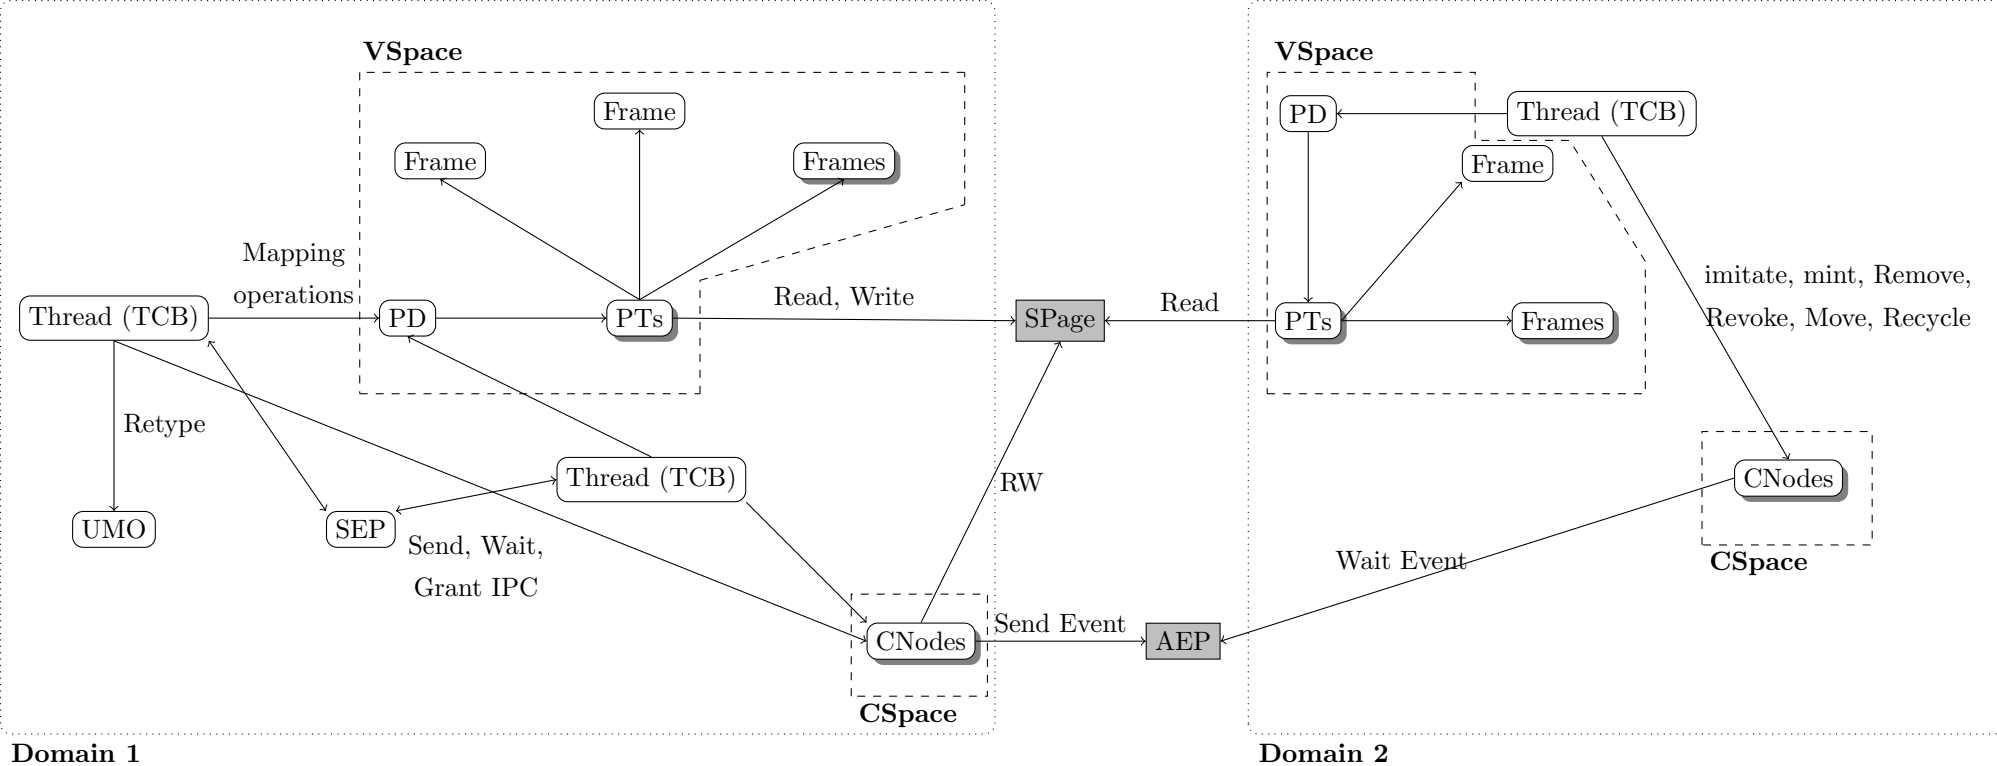 VSpace
VSpace
Frame
PD
Thread (TCB)
Frame
Frames
Frame
Mapping
operations
Read, Write
Read
imitate, mint, Remove,
Revoke, Move, Recycle
Thread (TCB)
PD
PTs
SPage
PTs
Frames
Retype
Thread (TCB)
RW
CNodes
UMO
SEP
Send, Wait,
Grant IPC
Wait Event
CSpace
Send Event
CNodes
AEP
CSpace
Domain 1
Domain 2